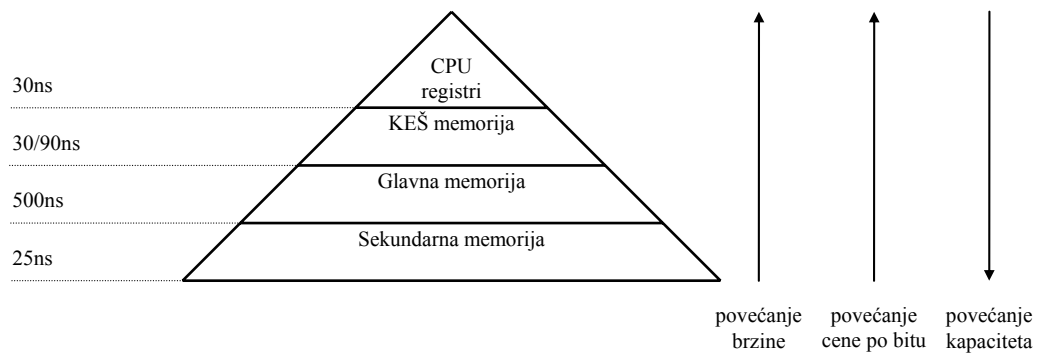 CPU
registri
30ns
KEŠ memorija
30/90ns
Glavna memorija
500ns
Sekundarna memorija
25ns
povećanje
brzine
povećanje
cene po bitu
povećanje
kapaciteta